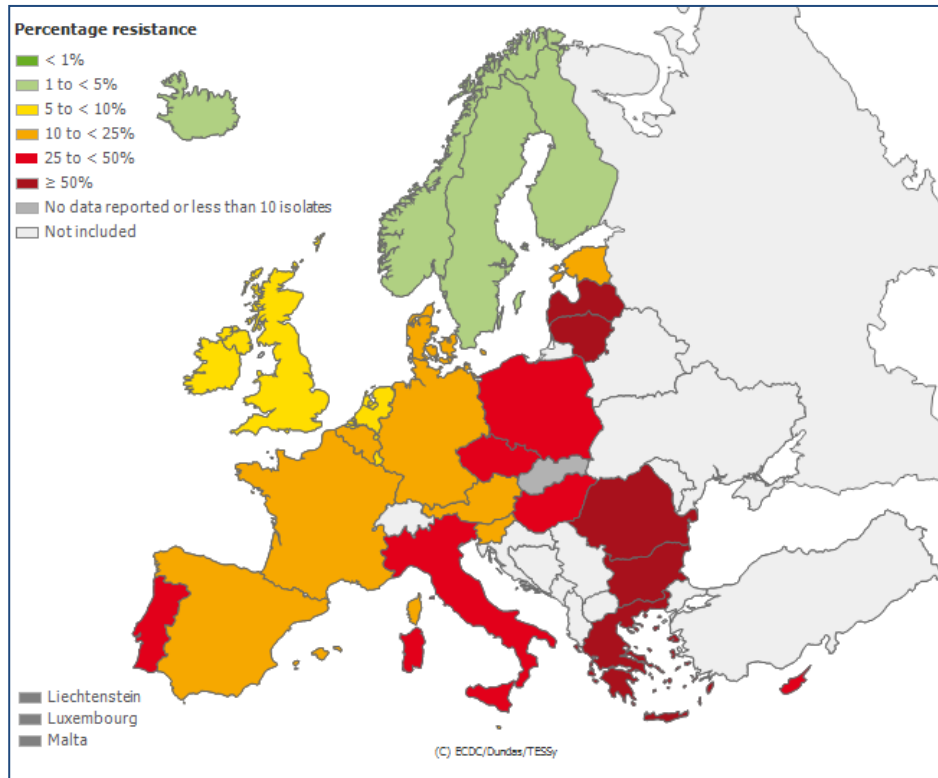 Percentage resistance
< 1%
1 to < 5%
5 to < 10%
10 to < 25%
25 to < 50%
≥ 50%
No data reported or less than 10 isolates
Not included
Liechtenstein
Luxembourg
Malta
(C) ECDC/Dundas/TESSy